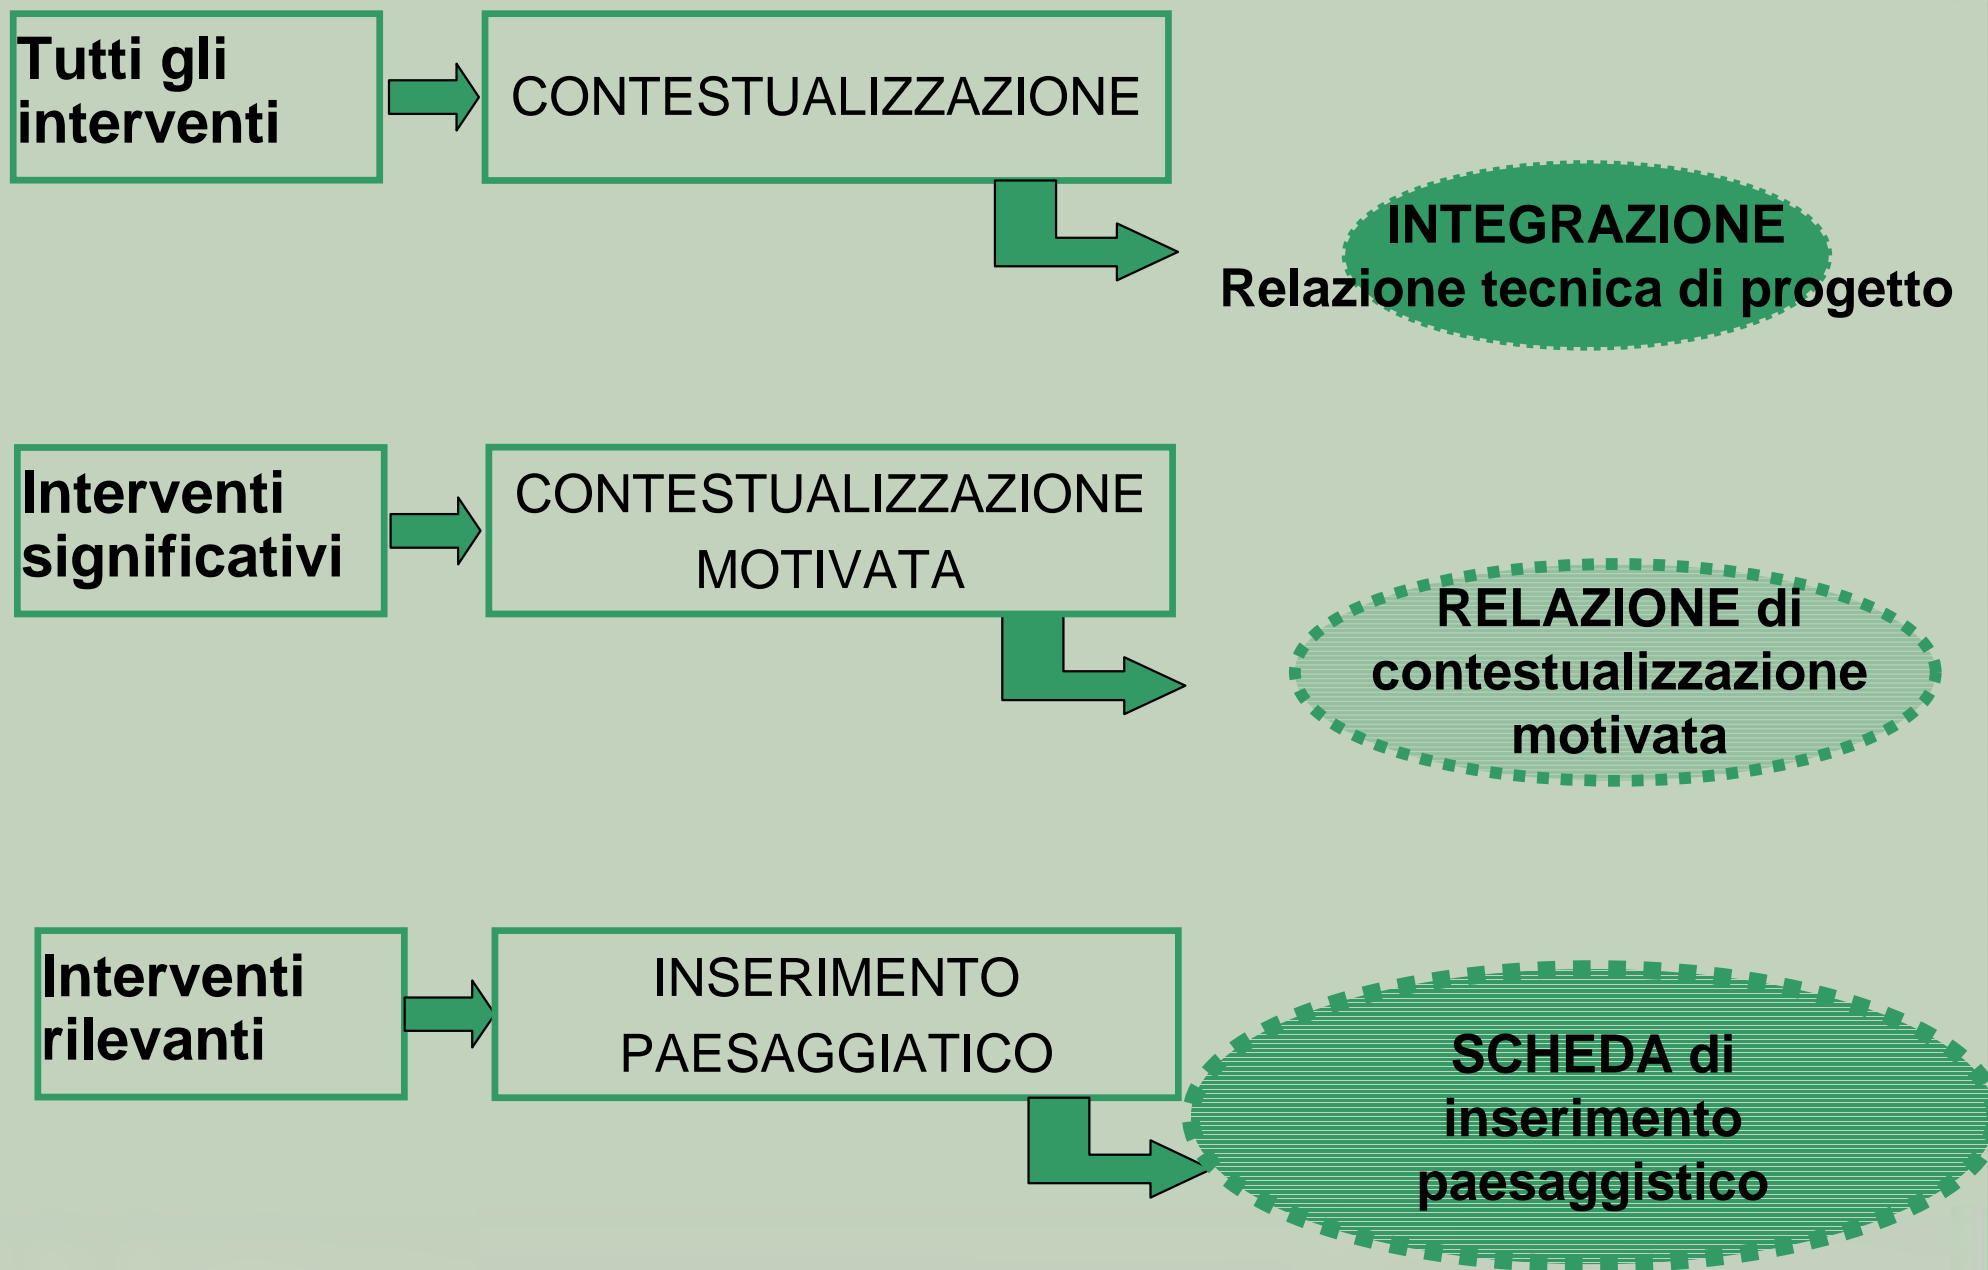 Tutti gli
interventi
CONTESTUALIZZAZIONE
INTEGRAZIONE
Relazione tecnica di progetto
Interventi
significativi
CONTESTUALIZZAZIONE
MOTIVATA
RELAZIONE di
contestualizzazione
motivata
Interventi
rilevanti
INSERIMENTO
PAESAGGIATICO
SCHEDA di
inserimento
paesaggistico